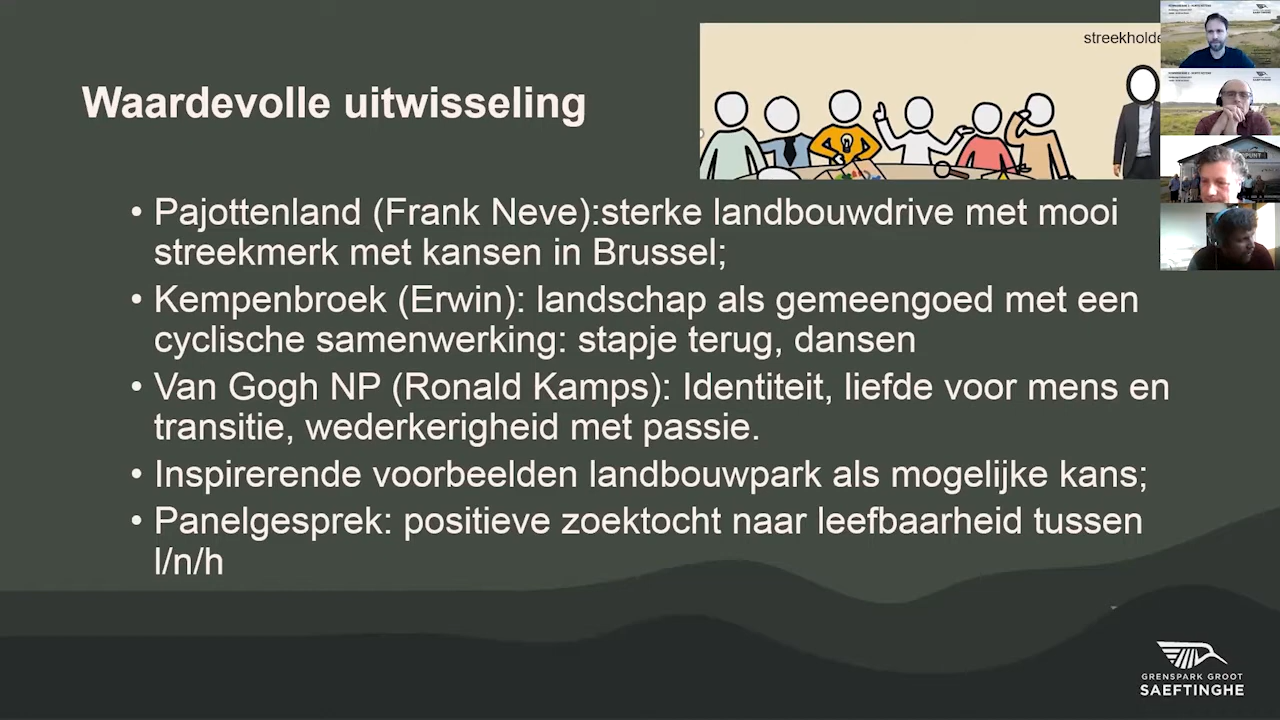 streekholde
Waardevolle uitwisseling
• Pajottenland (Frank Neve):sterke landbouwdrive met mooi
streekmerk met kansen in Brussel;
• Kempenbroek (Erwin): landschap als gemeengoed met een
cyclische samenwerking: stapje terug, dansen
• Van Gogh NP (Ronald Kamps): Identiteit, liefde voor mens en
transitie, wederkerigheid met passie.
• Inspirerende voorbeelden landbouwpark als mogelijke kans;
• Panelgesprek: positieve zoektocht naar leefbaarheid tussen
l/n/h
GRENSPARK GROOT
SAEFTINGHE